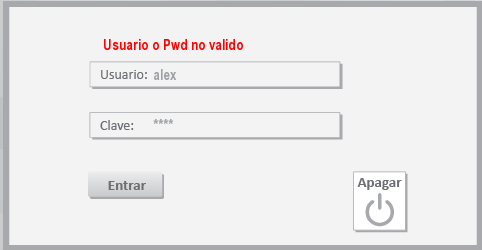 Usuario o Pwd no valido
Usuario: alex
Clave: ****
Entrar
Apagar